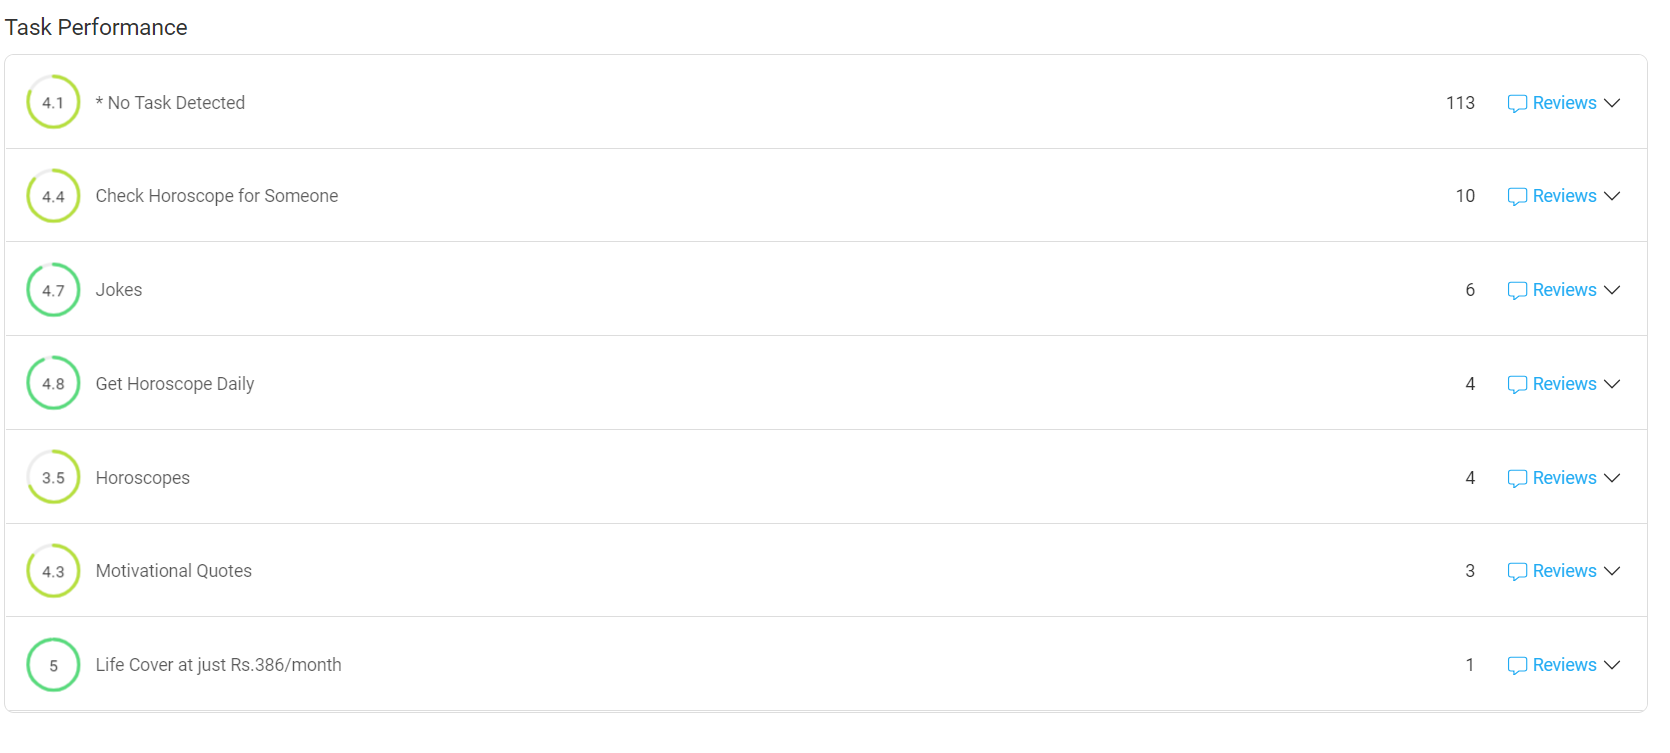 Task Performance
4.1 * No Task Detected 113 Reviews
4.4 Check Horoscope for Someone 10 Reviews
4.7 Jokes 6 Reviews
4.8 Get Horoscope Daily 4 Reviews
3.5 Horoscopes 4 Reviews
4.3 Motivational Quotes 3 Reviews
5 Life Cover at just Rs.386/month 1 Reviews